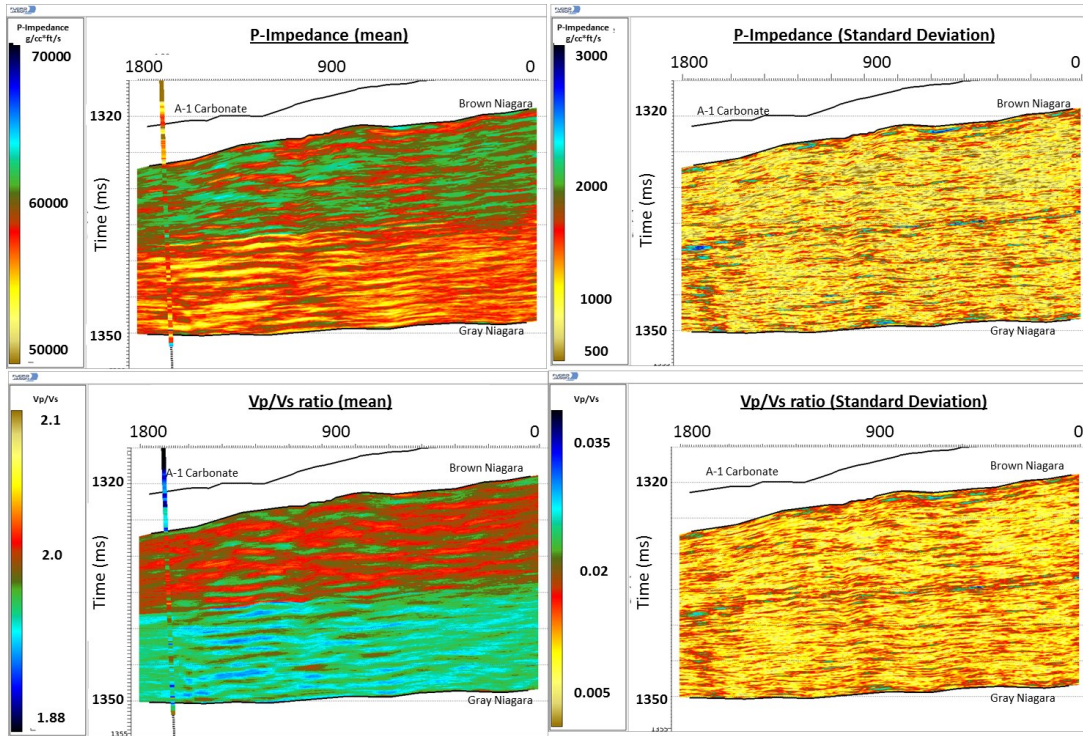 P-Impedance
g/cc*ft/s
70000
60000
50000
P-Impedance (mean)
1800 900 0
A-1 Carbonate
Brown Niagara
1320
Time (ms)
1350
Gray Niagara
P-Impedance
g/cc*ft/s
3000
2000
1000
500
P-Impedance (Standard Deviation)
1800 900 0
A-1 Carbonate
Brown Niagara
1320
Time (ms)
1350
Gray Niagara
Vp/Vs
2.1
2.0
1.88
Vp/Vs ratio (mean)
1800 900 0
A-1 Carbonate
Brown Niagara
1320
Time (ms)
1350
Gray Niagara
1355
Vp/Vs
0.035
0.02
0.005
Vp/Vs ratio (Standard Deviation)
1800 900 0
A-1 Carbonate
Brown Niagara
1320
Time (ms)
1350
Gray Niagara